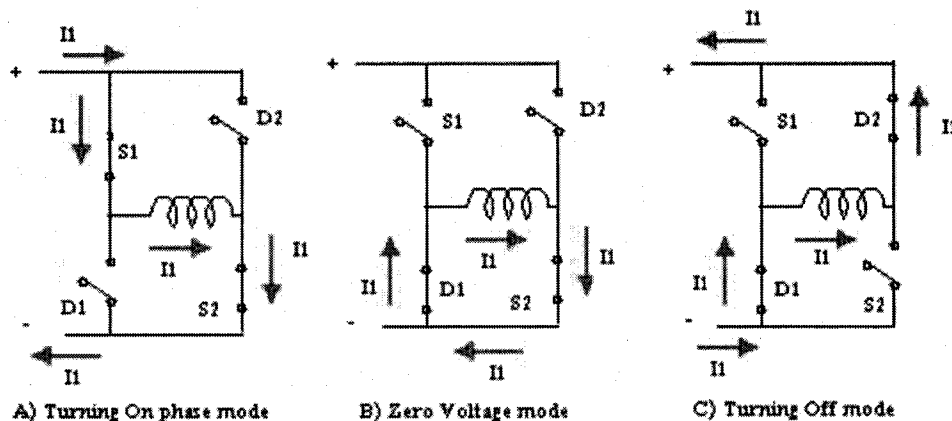 I1
+
I1
S1
D2
I1
I1
D1
S2
-
I1
A) Turning On phase mode
+
S1
D2
I1
I1
I1
D1
S2
-
I1
B) Zero Voltage mode
I1
+
S1
D2
I1
I1
I1
D1
S2
-
I1
C) Turning Off mode